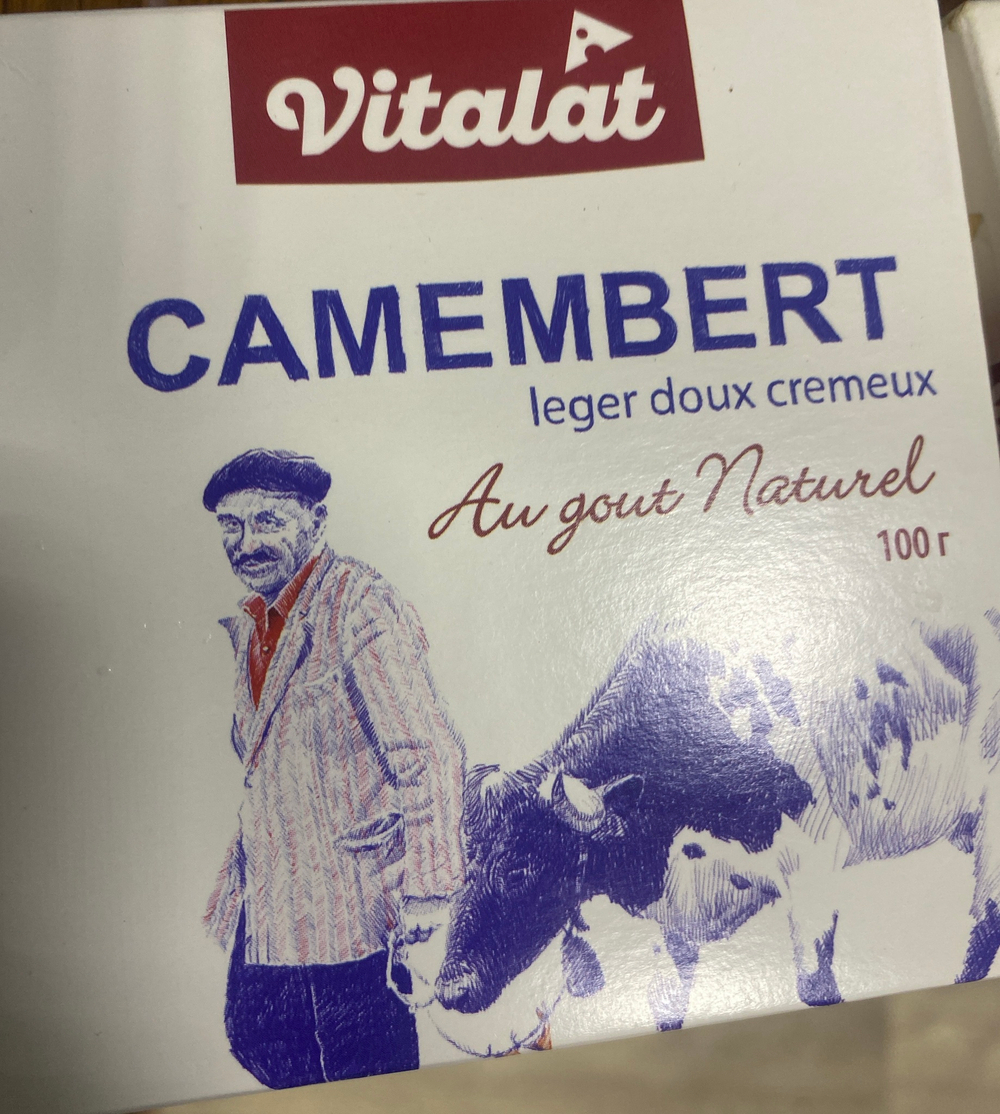 Vitalat
CAMEMBERT
leger doux cremeux
Au gout Naturel
100 г